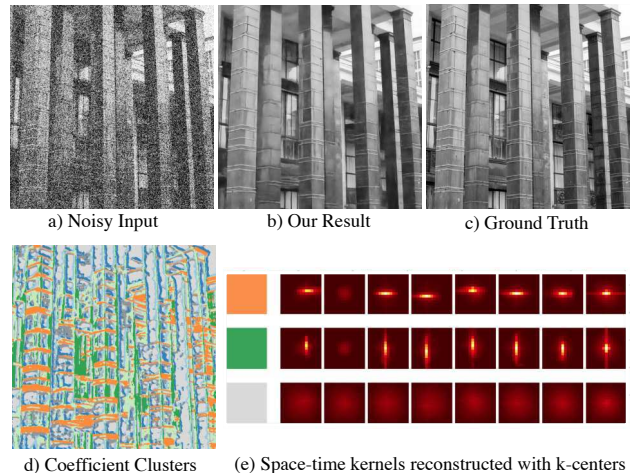 a) Noisy Input
b) Our Result
c) Ground Truth
d) Coefficient Clusters
(e) Space-time kernels reconstructed with k-centers